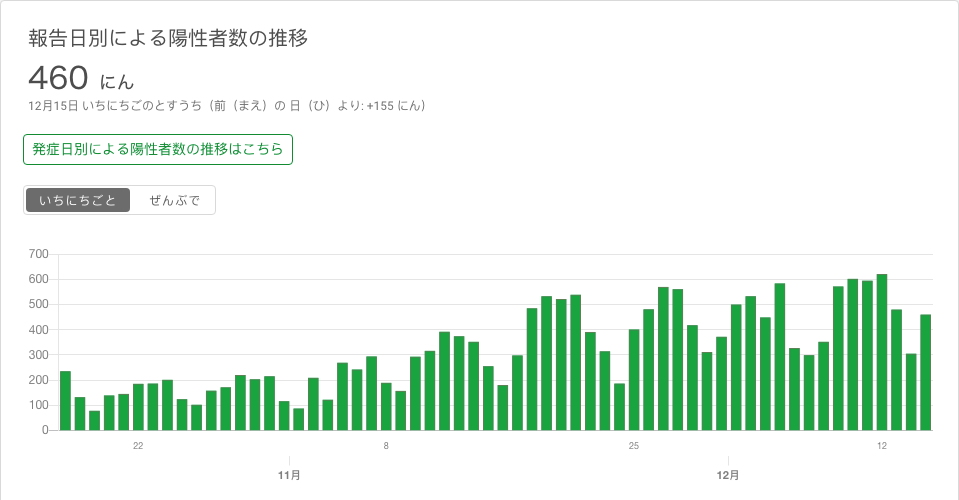 報告日別による陽性者数の推移
460 にん
12月15日 いちにちごのとすうち（前（まえ）の 日（ひ）より: +155 にん）
発症日別による陽性者数の推移はこちら
いちにちごと ぜんぶで
700
600
500
400
300
200
100
0
22 8 25 12
11月 12月